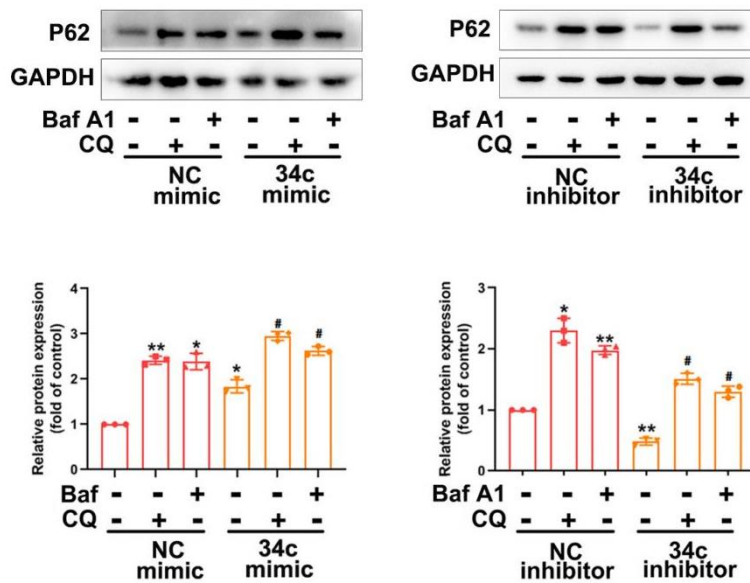 P62
GAPDH
Baf A1 - - + - - +
CQ - + - - + -
NC mimic 34c mimic
P62
GAPDH
Baf A1 - - + - - +
CQ - + - - + -
NC inhibitor 34c inhibitor
Relative protein expression
(fold of control)
4
3
2
1
0
** * * # #
Baf - - + - - +
CQ - + - - + -
NC mimic 34c mimic
Relative protein expression
(fold of control)
3
2
1
0
* ** ** # #
Baf A1 - - + - - +
CQ - + - - + -
NC inhibitor 34c inhibitor